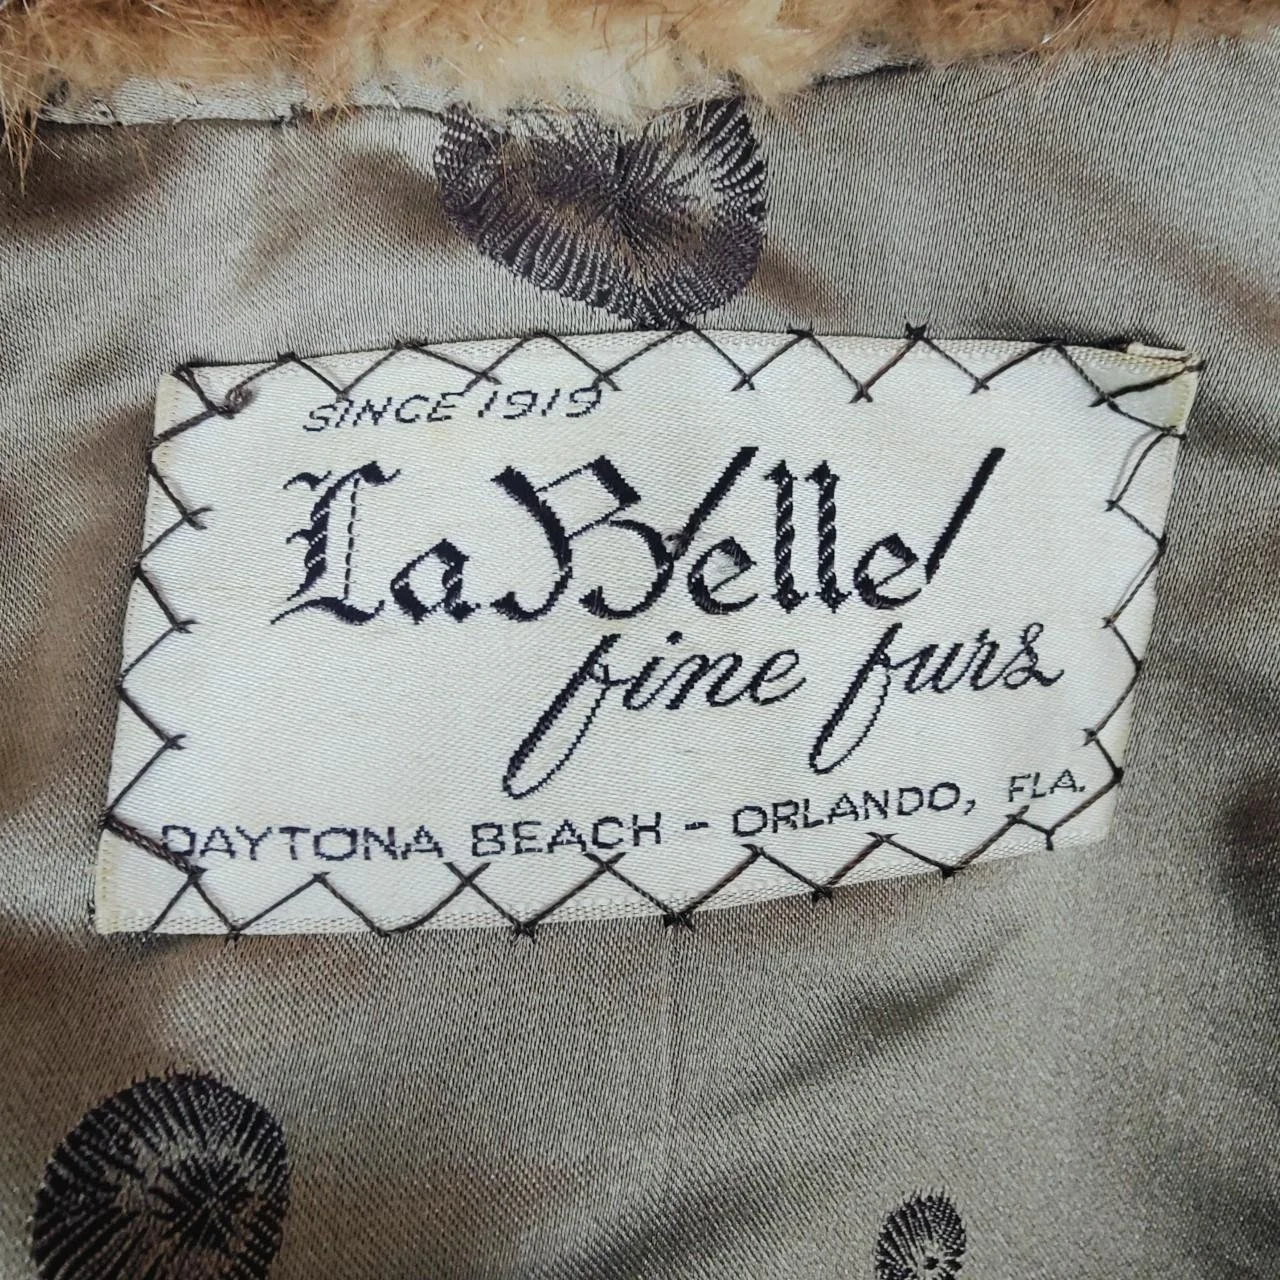 SINCE 1919
LaBelle
fine furs
DAYTONA BEACH - ORLANDO, FLA.